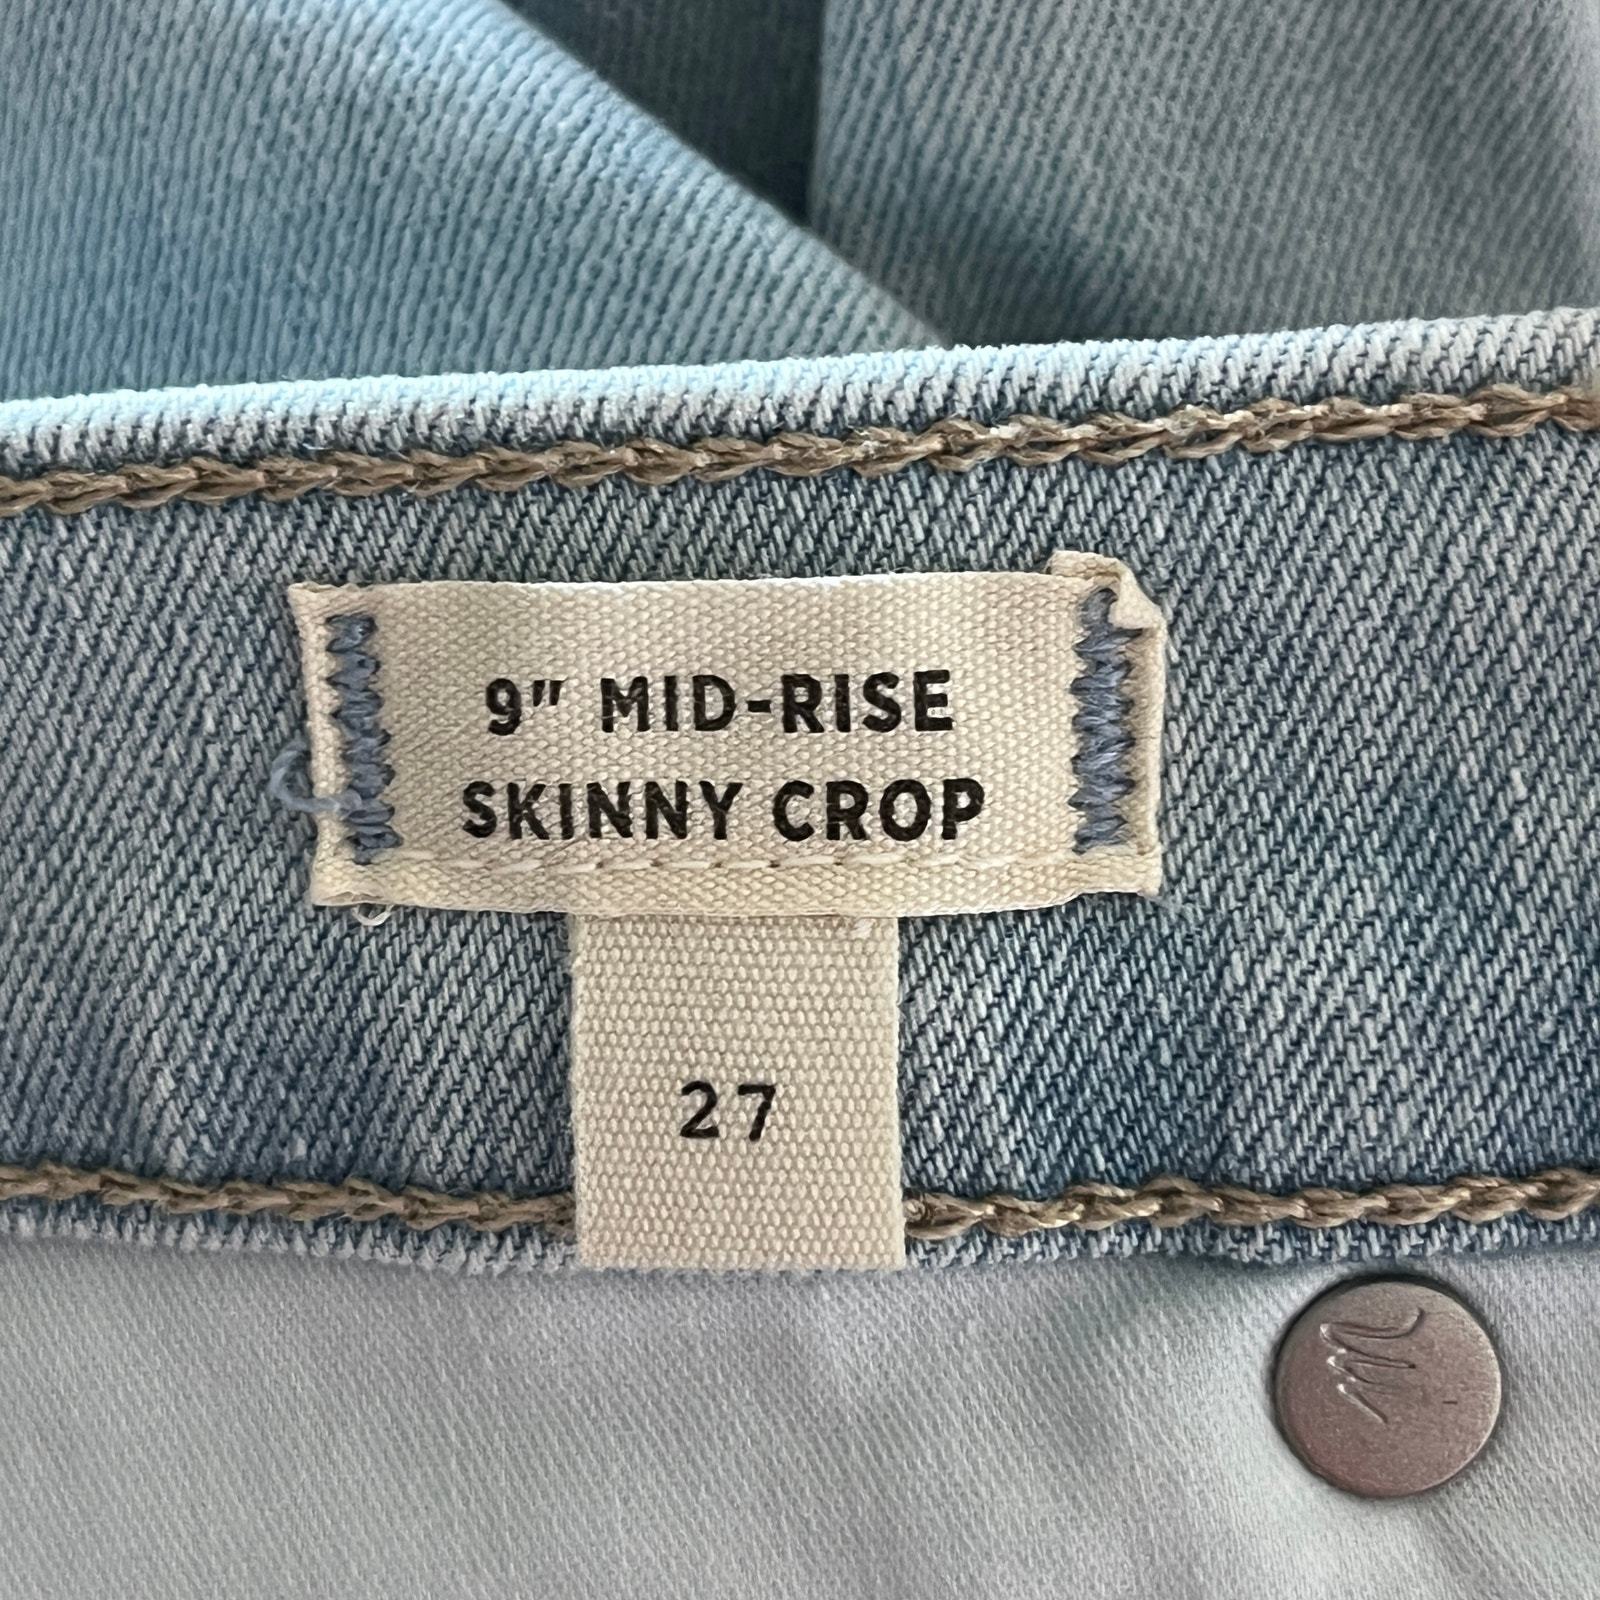 9" MID-RISE
SKINNY CROP
27
m